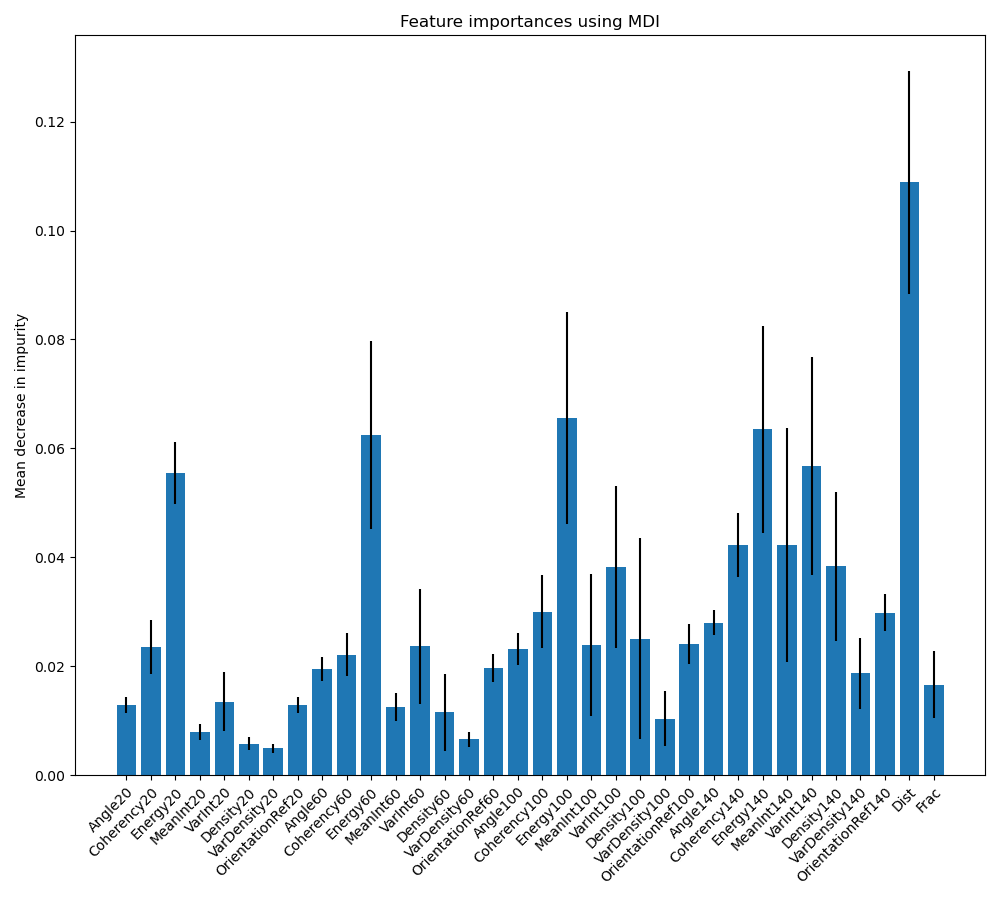 Feature importances using MDI
Mean decrease in impurity
0.12
0.10
0.08
0.06
0.04
0.02
0.00
Angle20
Coherency20
Energy20
MeanInt20
VarInt20
Density20
VarDensity20
OrientationRef20
Angle60
Coherency60
Energy60
MeanInt60
VarInt60
Density60
VarDensity60
OrientationRef60
Angle100
Coherency100
Energy100
MeanInt100
VarInt100
Density100
VarDensity100
OrientationRef100
Angle140
Coherency140
Energy140
MeanInt140
VarInt140
Density140
VarDensity140
OrientationRef140
Dist
Frac